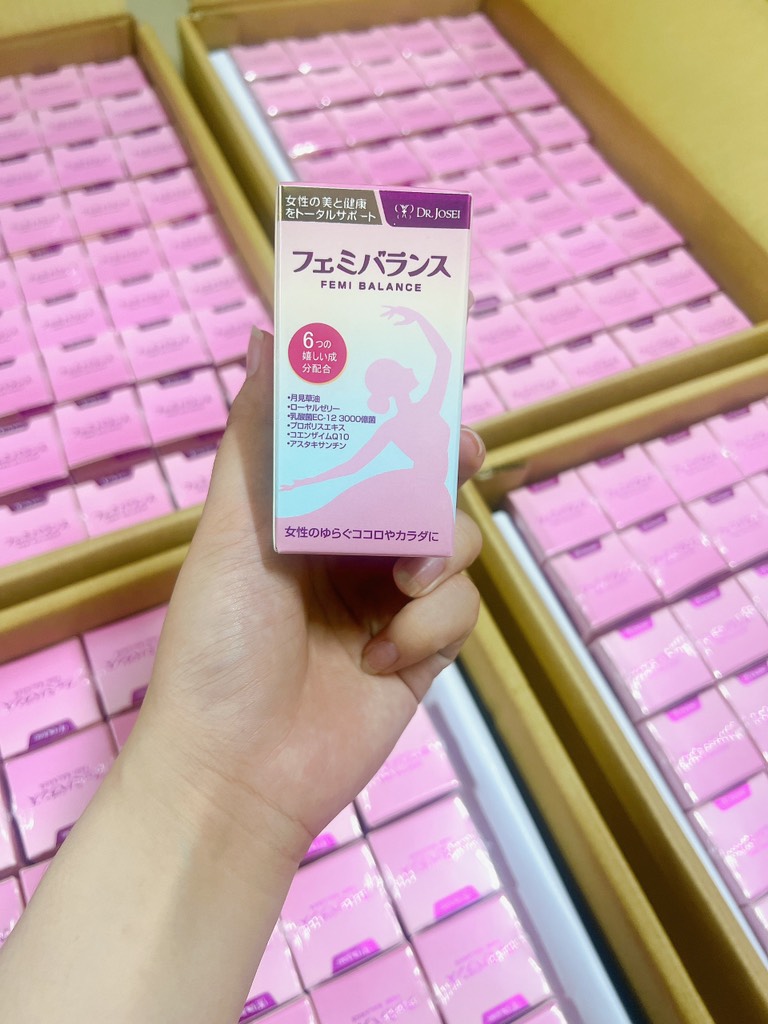 女性の美と健康
をトータルサポート
DR. JOSEI
フェミバランス
FEMI BALANCE
6つの
嬉しい成
分配合
・月見草油
・ローヤルゼリー
・乳酸菌EC-12 3000億菌
・プロポリスエキス
・コエンザイムQ10
・アスタキサンチン
女性のゆらぐココロやカラダに